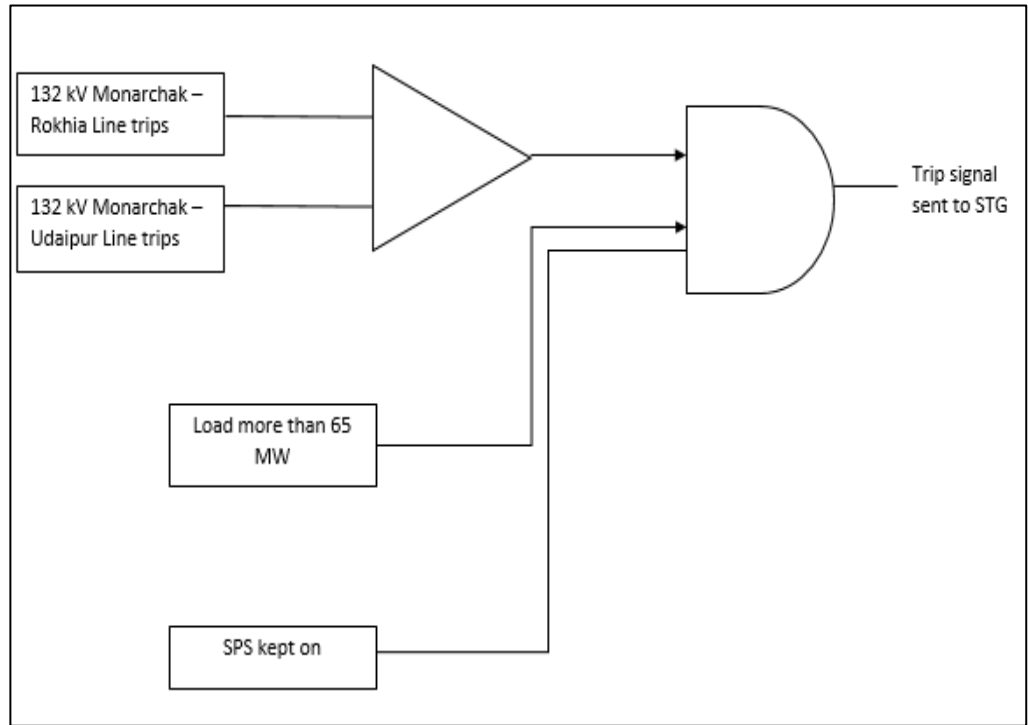 132 kV Monarchak –
Rokhia Line trips
132 kV Monarchak –
Udaipur Line trips
Trip signal
sent to STG
Load more than 65
MW
SPS kept on